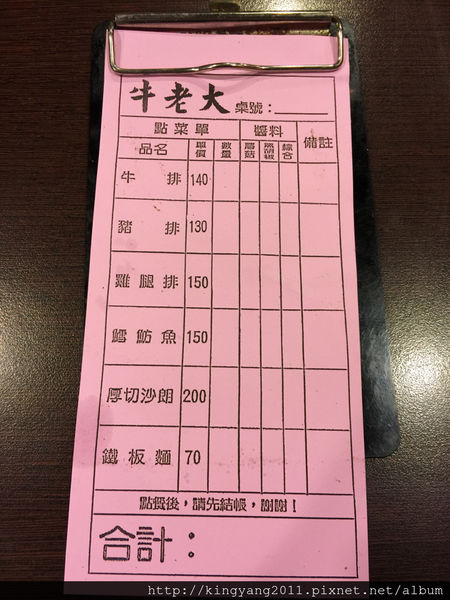 牛老大 桌號：
點菜單 醬料 備註
品名 單價 數量 蘑菇 黑胡椒 綜合
牛排 140
豬排 130
雞腿排 150
鱈魴魚 150
厚切沙朗 200
鐵板麵 70
點餐後，請先結帳，謝謝！
合計：
http://kingyang2011.pixnet.net/album